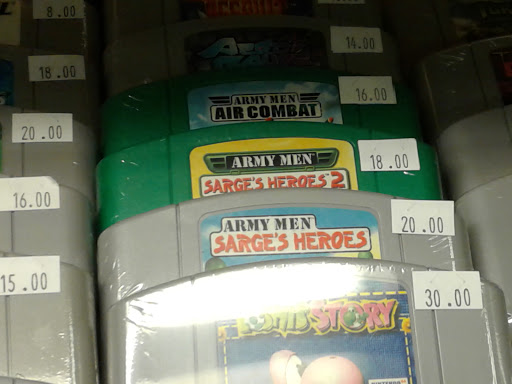 8.00
14.00
18.00
ARMY MEN
AIR COMBAT
16.00
20.00
ARMY MEN
SARGE'S HEROES 2
18.00
16.00
ARMY MEN
SARGE'S HEROES
20.00
15.00
STORY
30.00
NINTENDO